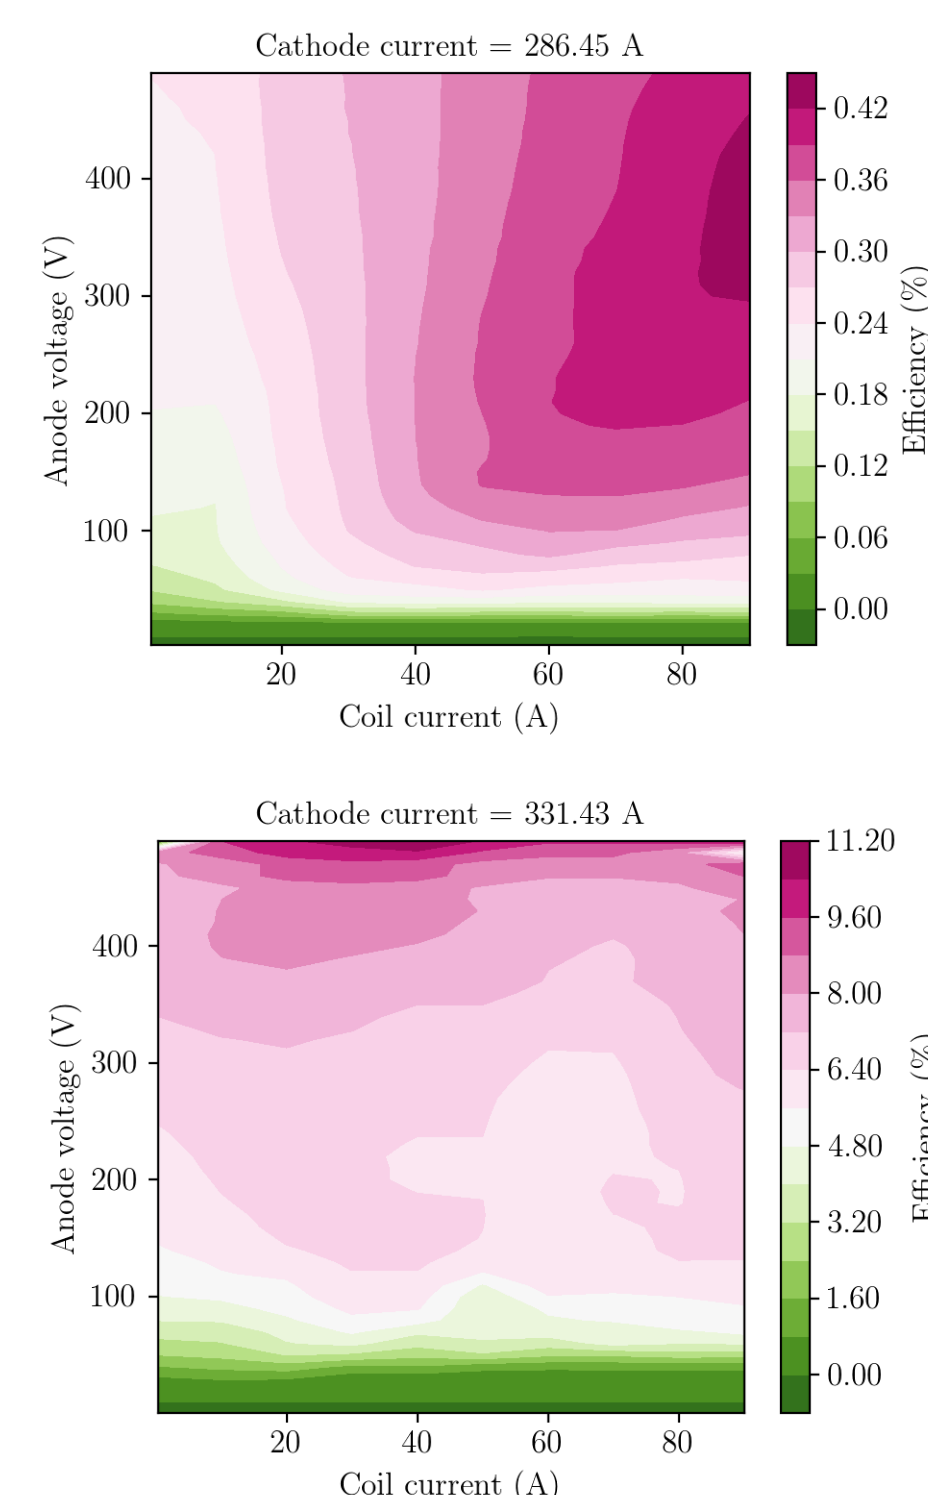 Cathode current = 286.45 A
Anode voltage (V)
400
300
200
100
20 40 60 80
Coil current (A)
0.42
0.36
0.30
0.24
0.18
0.12
0.06
0.00
Efficiency (%)
Cathode current = 331.43 A
Anode voltage (V)
400
300
200
100
20 40 60 80
Coil current (A)
11.20
9.60
8.00
6.40
4.80
3.20
1.60
0.00
Efficiency (%)